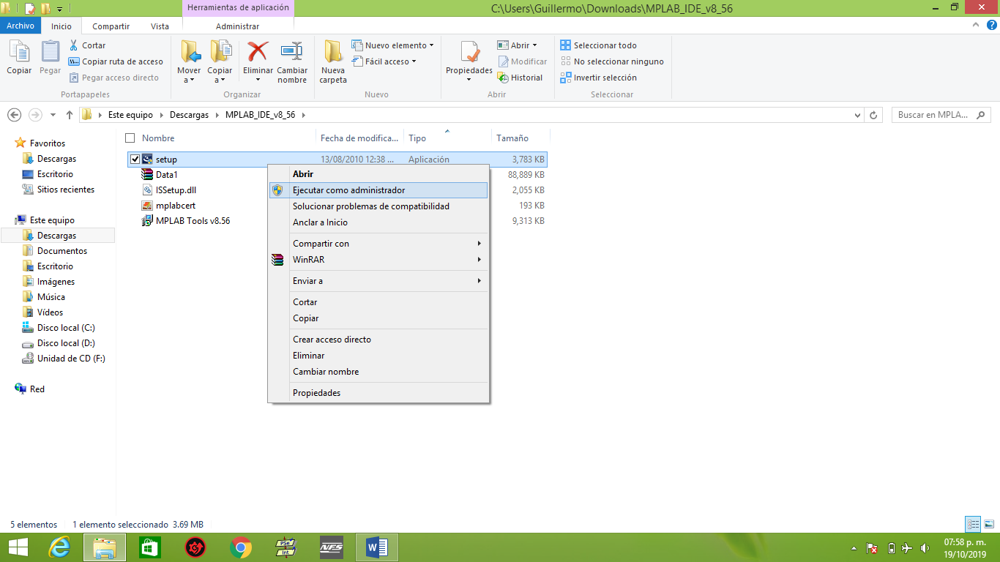 Herramientas de aplicación
C:\Users\Guillermo\Downloads\MPLAB_IDE_v8_56
Archivo Inicio Compartir Vista Administrar
Copiar
Pegar
Cortar
Copiar ruta de acceso
Pegar acceso directo
Portapapeles
Mover a
Copiar a
Eliminar
Cambiar nombre
Organizar
Nueva carpeta
Nuevo elemento
Fácil acceso
Nuevo
Propiedades
Abrir
Modificar
Historial
Abrir
Seleccionar todo
No seleccionar ninguno
Invertir selección
Seleccionar
Este equipo Descargas MPLAB_IDE_v8_56
Buscar en MPLA...
Favoritos
Descargas
Escritorio
Sitios recientes
Este equipo
Descargas
Documentos
Escritorio
Imágenes
Música
Vídeos
Disco local (C:)
Disco local (D:)
Unidad de CD (F:)
Red
Nombre Fecha de modifica... Tipo Tamaño
setup 13/08/2010 12:38 ... Aplicación 3,783 KB
Data1 88,889 KB
ISSetup.dll 2,055 KB
mplabcert 193 KB
MPLAB Tools v8.56 9,313 KB
Abrir
Ejecutar como administrador
Solucionar problemas de compatibilidad
Anclar a Inicio
Compartir con
WinRAR
Enviar a
Cortar
Copiar
Crear acceso directo
Eliminar
Cambiar nombre
Propiedades
5 elementos 1 elemento seleccionado 3.69 MB
PSe
Int
NFS
07:58 p. m.
19/10/2019